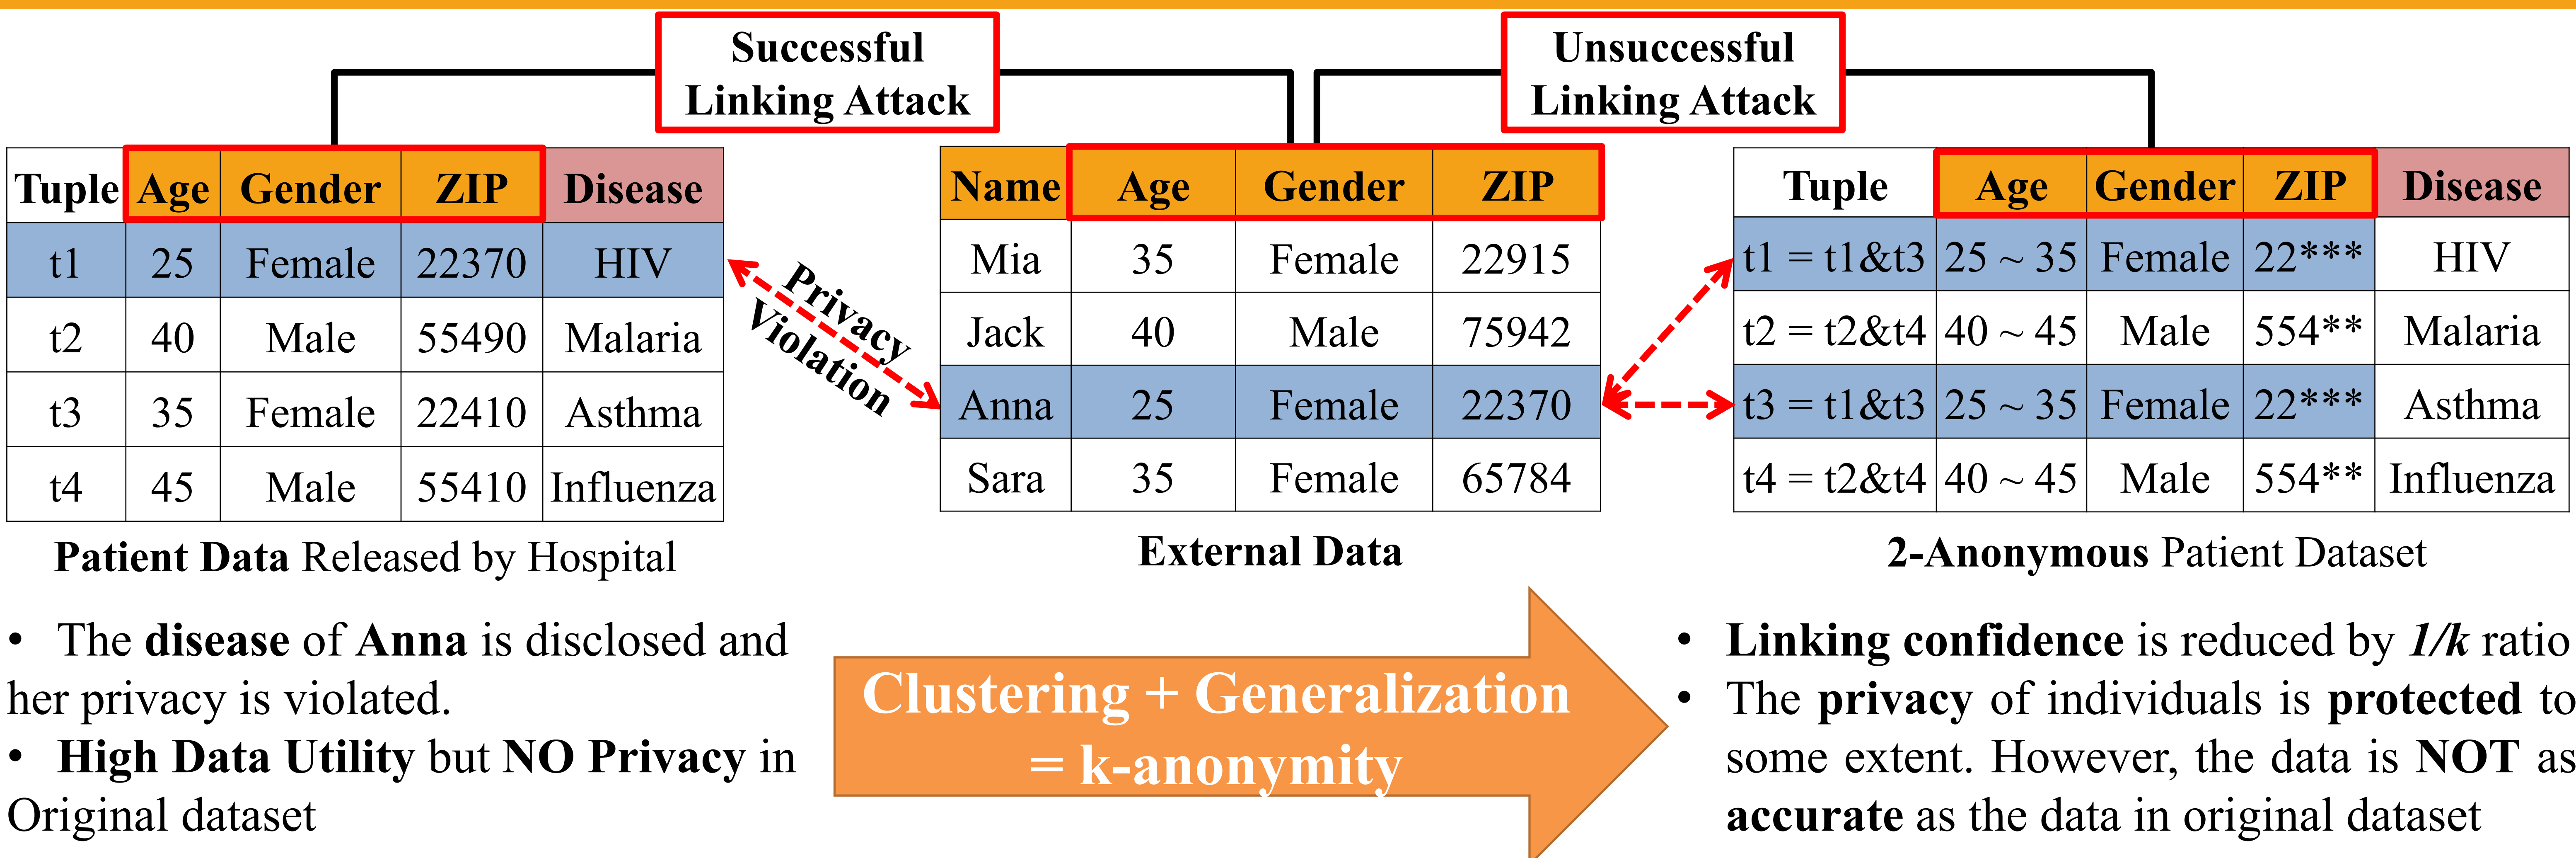 Successful
Linking Attack
Unsuccessful
Linking Attack
Tuple Age Gender ZIP Disease
t1 25 Female 22370 HIV
t2 40 Male 55490 Malaria
t3 35 Female 22410 Asthma
t4 45 Male 55410 Influenza
Patient Data Released by Hospital
Privacy
Violation
Name Age Gender ZIP
Mia 35 Female 22915
Jack 40 Male 75942
Anna 25 Female 22370
Sara 35 Female 65784
External Data
Tuple Age Gender ZIP Disease
t1 = t1&t3 25 ~ 35 Female 22*** HIV
t2 = t2&t4 40 ~ 45 Male 554** Malaria
t3 = t1&t3 25 ~ 35 Female 22*** Asthma
t4 = t2&t4 40 ~ 45 Male 554** Influenza
2-Anonymous Patient Dataset
• The disease of Anna is disclosed and
her privacy is violated.
• High Data Utility but NO Privacy in
Original dataset
Clustering + Generalization
= k-anonymity
• Linking confidence is reduced by 1/k ratio
• The privacy of individuals is protected to
some extent. However, the data is NOT as
accurate as the data in original dataset